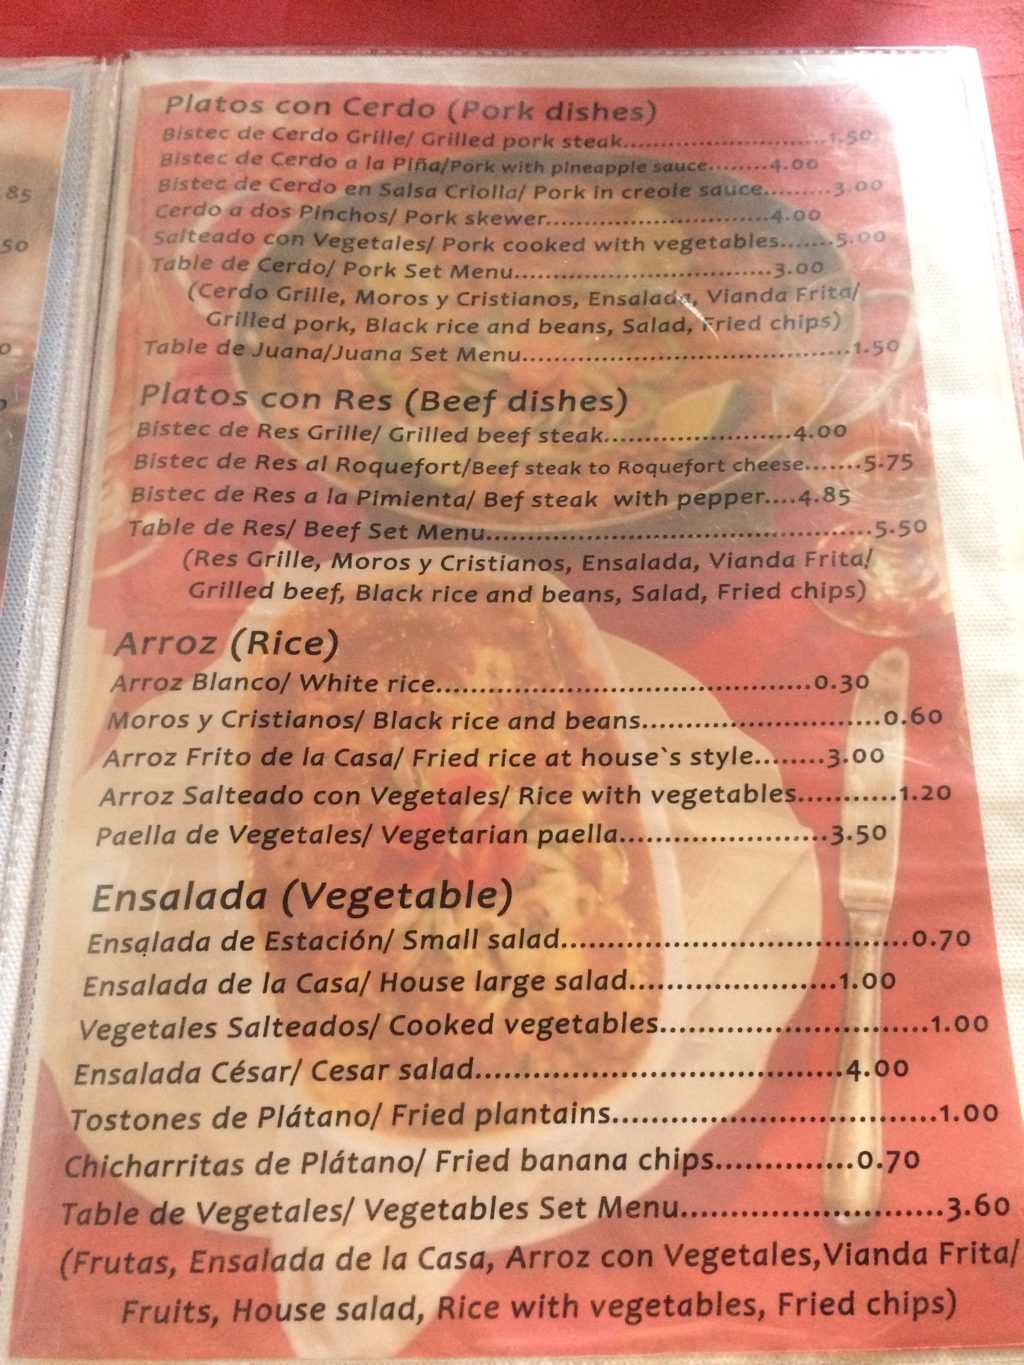 .85
50
Platos con Cerdo (Pork dishes)
Bistec de Cerdo Grille/ Grilled pork steak............................1.50
Bistec de Cerdo a la Piña/Pork with pineapple sauce........4.00
Bistec de Cerdo en Salsa Criolla/ Pork in creole sauce.........3.00
Cerdo a dos Pinchos/ Pork skewer............................4.00
Salteado con Vegetales/ Pork cooked with vegetables.......5.00
Table de Cerdo/ Pork Set Menu................................3.00
(Cerdo Grille, Moros y Cristianos, Ensalada, Vianda Frita/
Grilled pork, Black rice and beans, Salad, Fried chips)
Table de Juana/Juana Set Menu.........................................1.50
Platos con Res (Beef dishes)
Bistec de Res Grille/ Grilled beef steak.......................4.00
Bistec de Res al Roquefort/Beef steak to Roquefort cheese.......5.75
Bistec de Res a la Pimienta/ Bef steak with pepper....4.85
Table de Res/ Beef Set Menu..............................................5.50
(Res Grille, Moros y Cristianos, Ensalada, Vianda Frita/
Grilled beef, Black rice and beans, Salad, Fried chips)
Arroz (Rice)
Arroz Blanco/ White rice...........................................0.30
Moros y Cristianos/ Black rice and beans...........................0.60
Arroz Frito de la Casa/ Fried rice at house`s style........3.00
Arroz Salteado con Vegetales/ Rice with vegetables...........1.20
Paella de Vegetales/ Vegetarian paella........................3.50
Ensalada (Vegetable)
Ensalada de Estación/ Small salad.....................................0.70
Ensalada de la Casa/ House large salad......................1.00
Vegetales Salteados/ Cooked vegetables............................1.00
Ensalada César/ Cesar salad.......................................4.00
Tostones de Plátano/ Fried plantains..................................1.00
Chicharritas de Plátano/ Fried banana chips..............0.70
Table de Vegetales/ Vegetables Set Menu...........................3.60
(Frutas, Ensalada de la Casa, Arroz con Vegetales,Vianda Frita/
Fruits, House salad, Rice with vegetables, Fried chips)